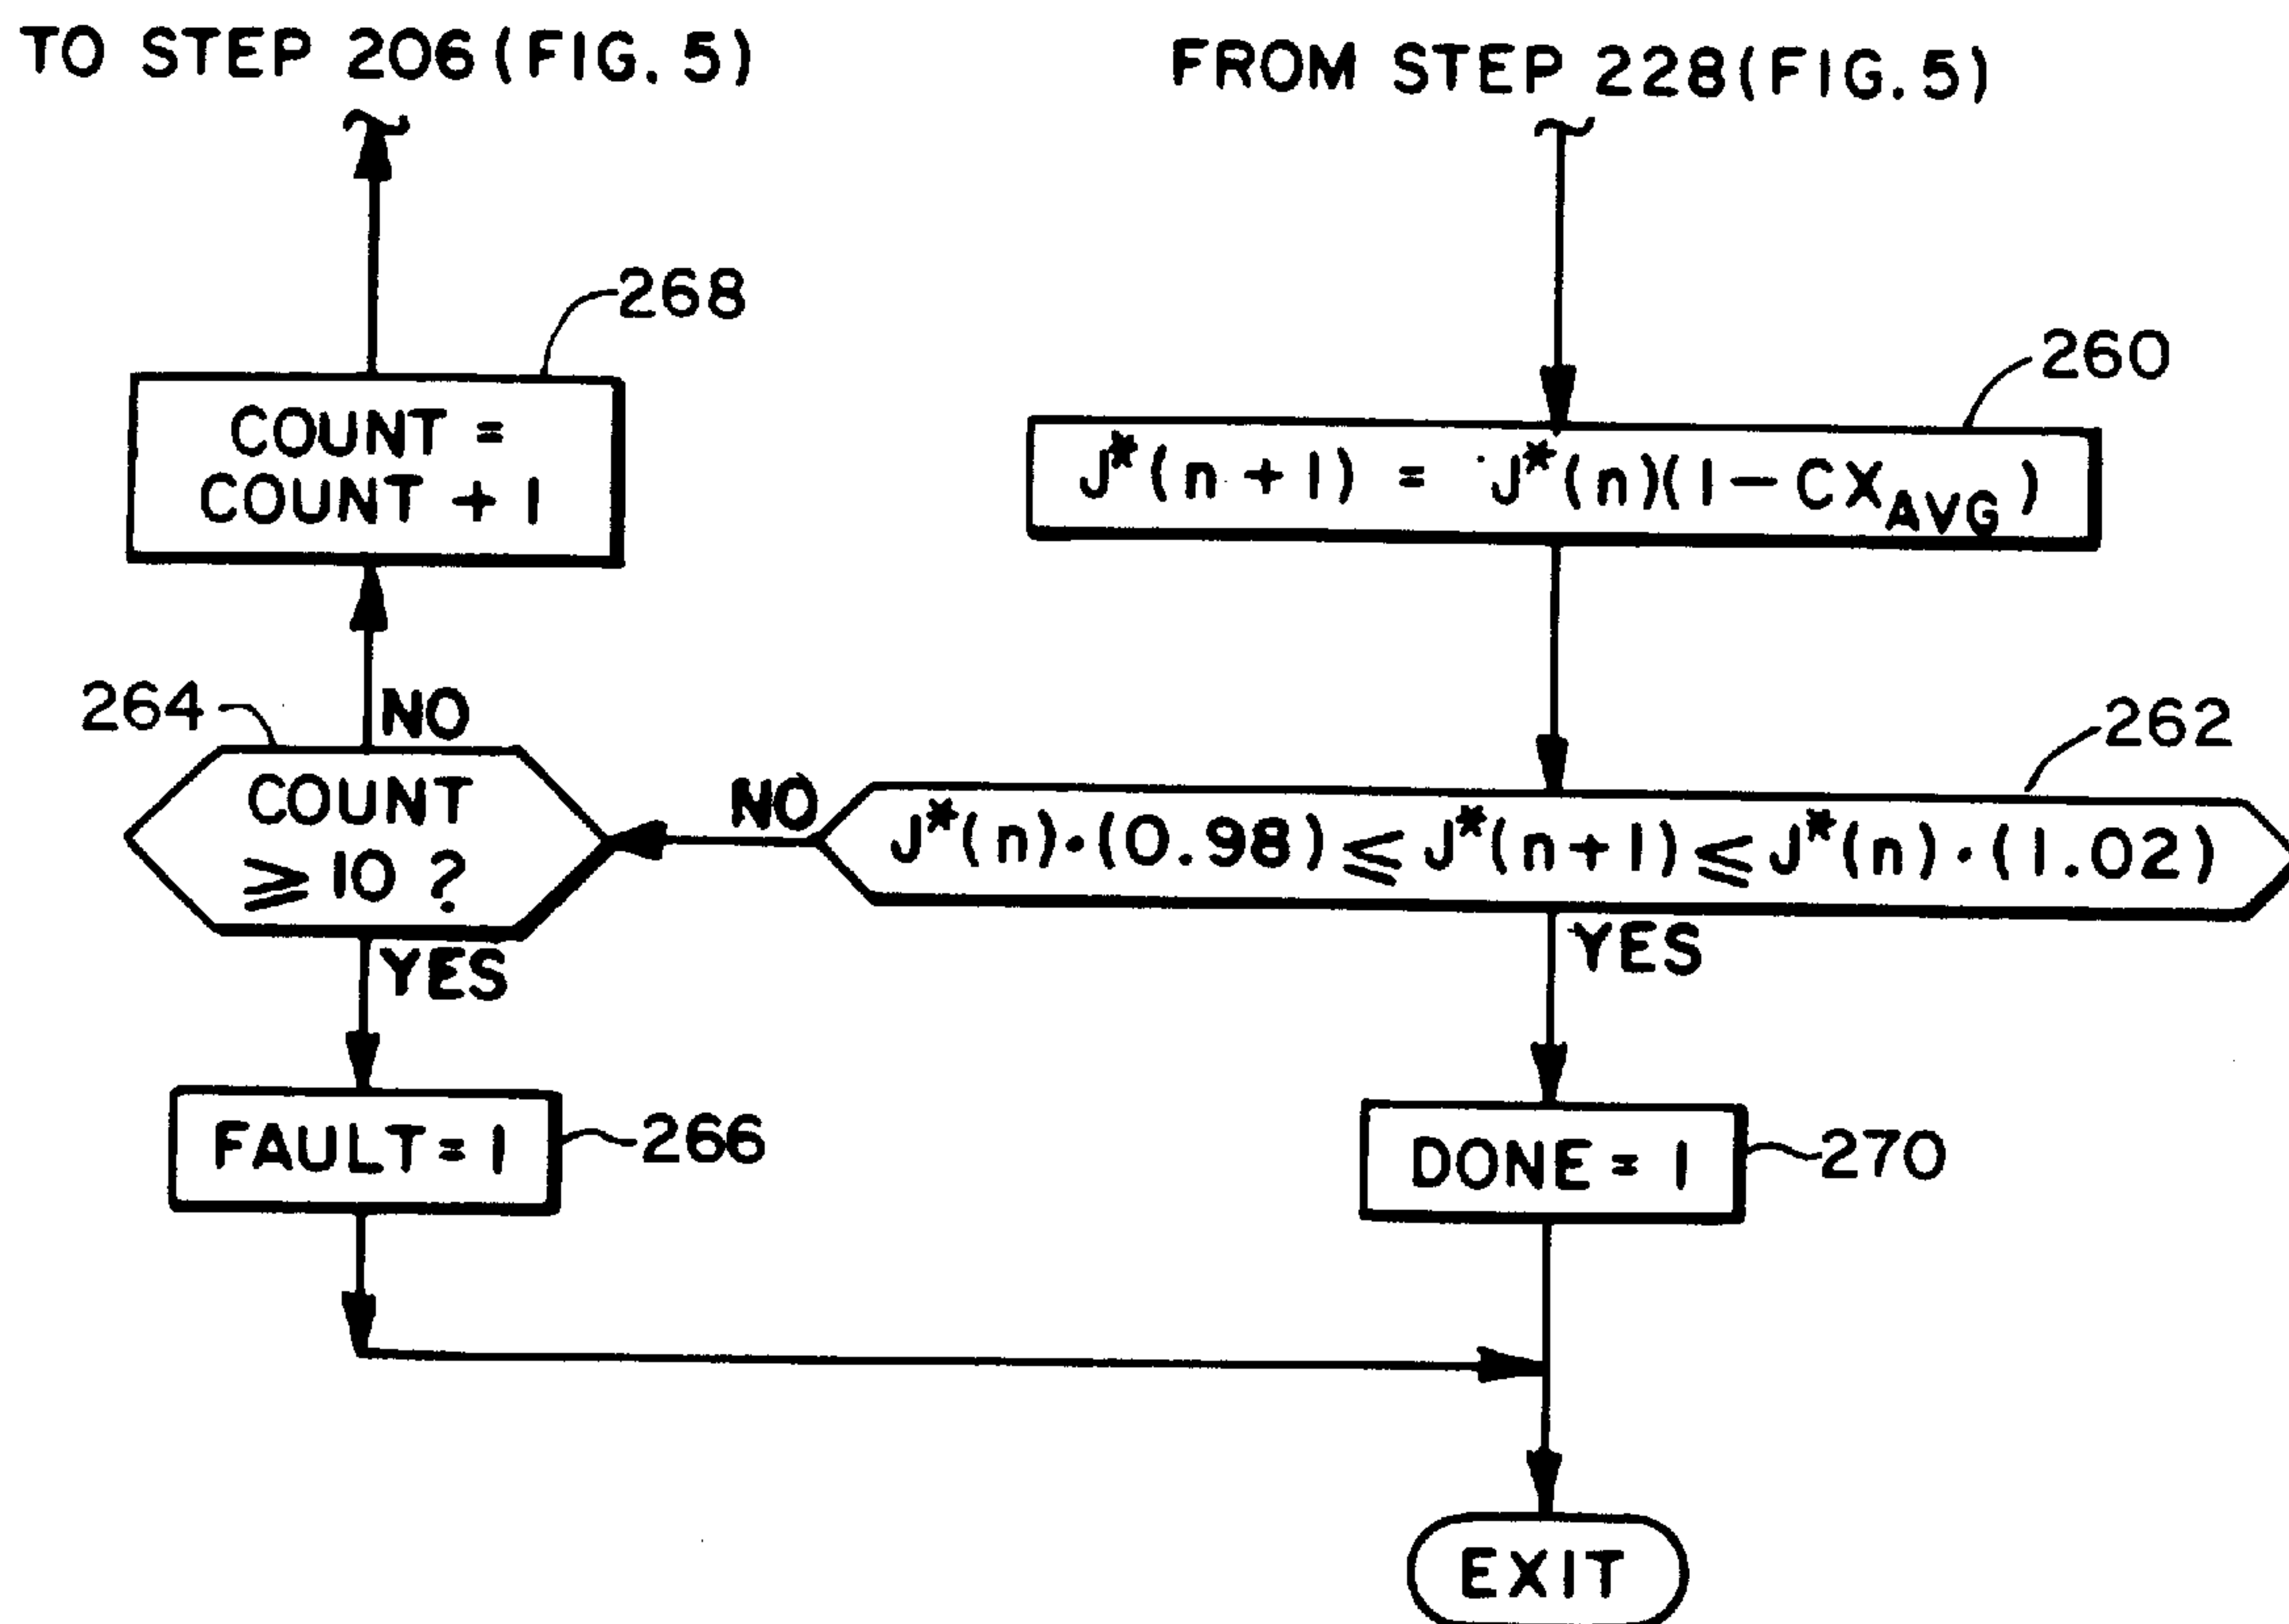 TO STEP 206 (FIG. 5)
FROM STEP 228 (FIG. 5)
268
COUNT =
COUNT + 1
260
J*(n + 1) = J*(n)(1 - CX_AVG)
264
NO
COUNT
≥ 10 ?
YES
NO
262
J*(n)•(0.98) ≤ J*(n+1) ≤ J*(n)•(1.02)
YES
FAULT = 1
266
DONE = 1
270
EXIT